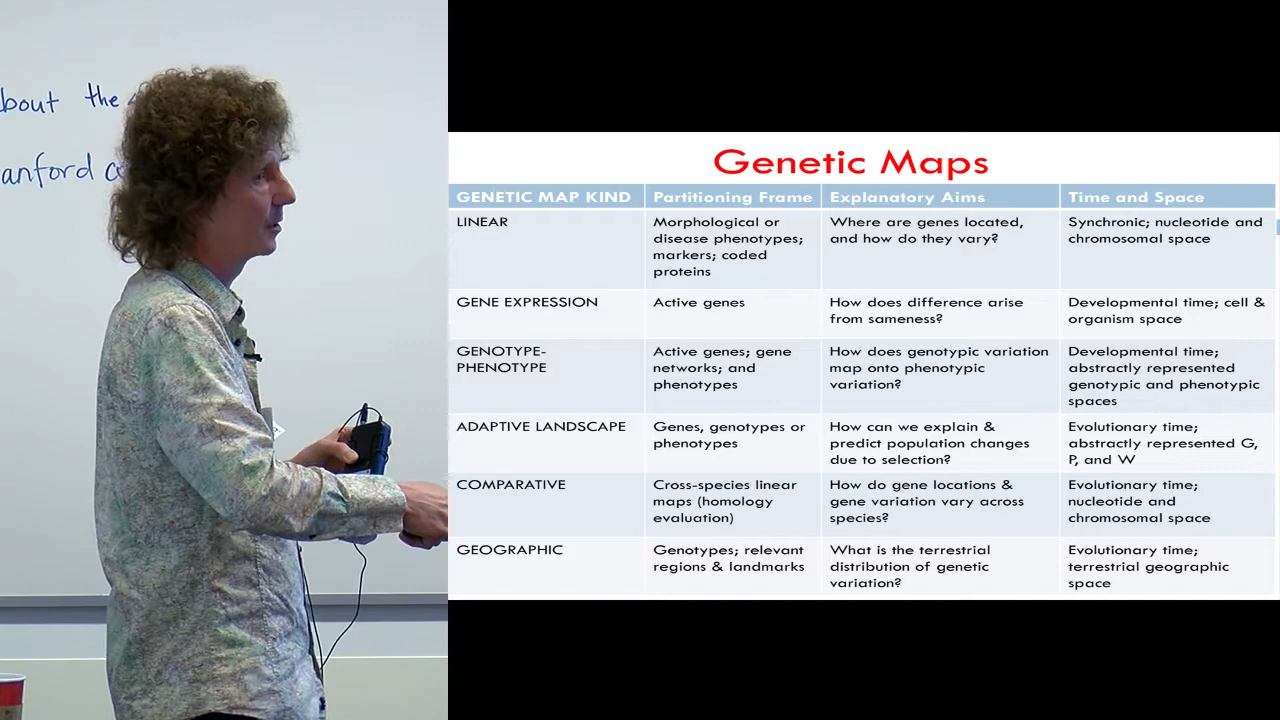 bout the
anford
Genetic Maps
GENETIC MAP KIND Partitioning Frame Explanatory Aims Time and Space
LINEAR
Morphological or
disease phenotypes;
markers; coded
proteins
Where are genes located,
and how do they vary?
Synchronic; nucleotide and
chromosomal space
GENE EXPRESSION
Active genes
How does difference arise
from sameness?
Developmental time; cell &
organism space
GENOTYPE-
PHENOTYPE
Active genes; gene
networks; and
phenotypes
How does genotypic variation
map onto phenotypic
variation?
Developmental time;
abstractly represented
genotypic and phenotypic
spaces
ADAPTIVE LANDSCAPE
Genes, genotypes or
phenotypes
How can we explain &
predict population changes
due to selection?
Evolutionary time;
abstractly represented G,
P, and W
COMPARATIVE
Cross-species linear
maps (homology
evaluation)
How do gene locations &
gene variation vary across
species?
Evolutionary time;
nucleotide and
chromosomal space
GEOGRAPHIC
Genotypes; relevant
regions & landmarks
What is the terrestrial
distribution of genetic
variation?
Evolutionary time;
terrestrial geographic
space